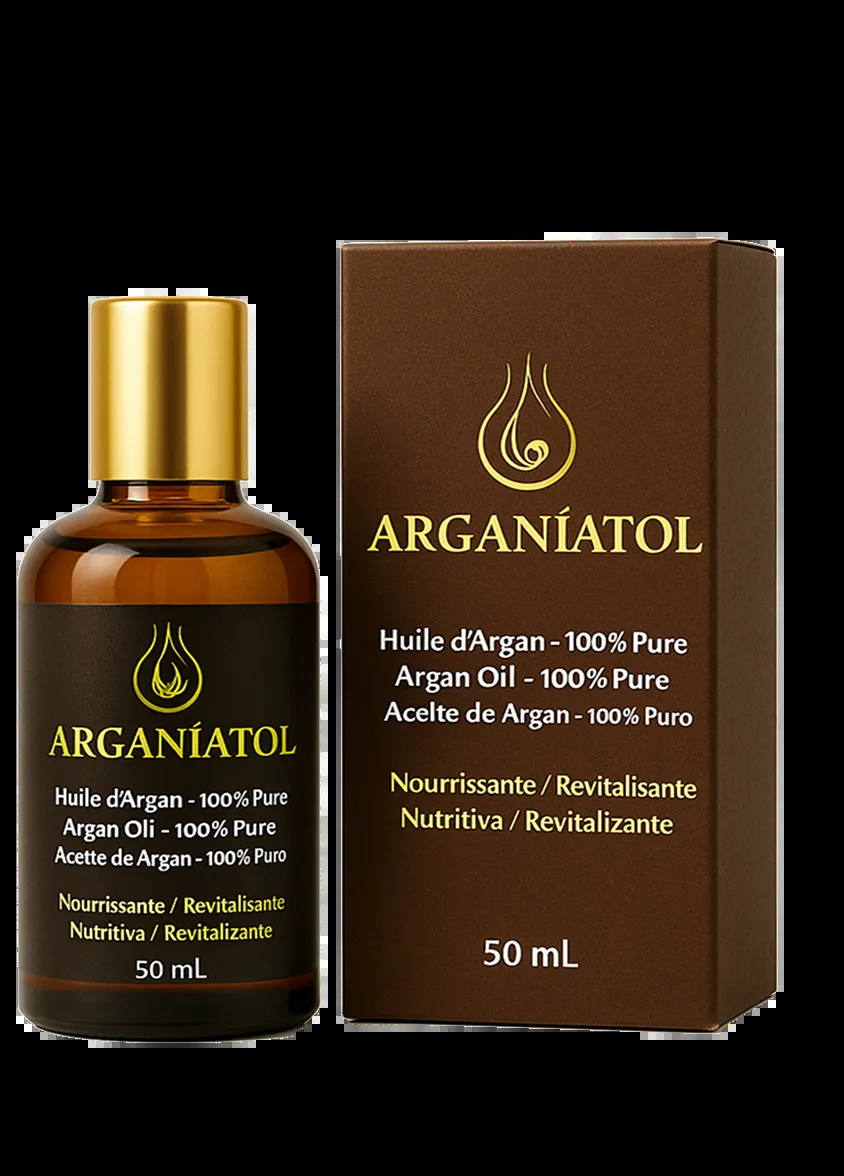 ARGANÍATOL
Huile d'Argan - 100% Pure
Argan Oli - 100% Pure
Acette de Argan - 100% Puro
Nourrissante / Revitalisante
Nutritiva / Revitalizante
50 mL
ARGANÍATOL
Huile d'Argan - 100% Pure
Argan Oil - 100% Pure
Acelte de Argan - 100% Puro
Nourrissante / Revitalisante
Nutritiva / Revitalizante
50 mL